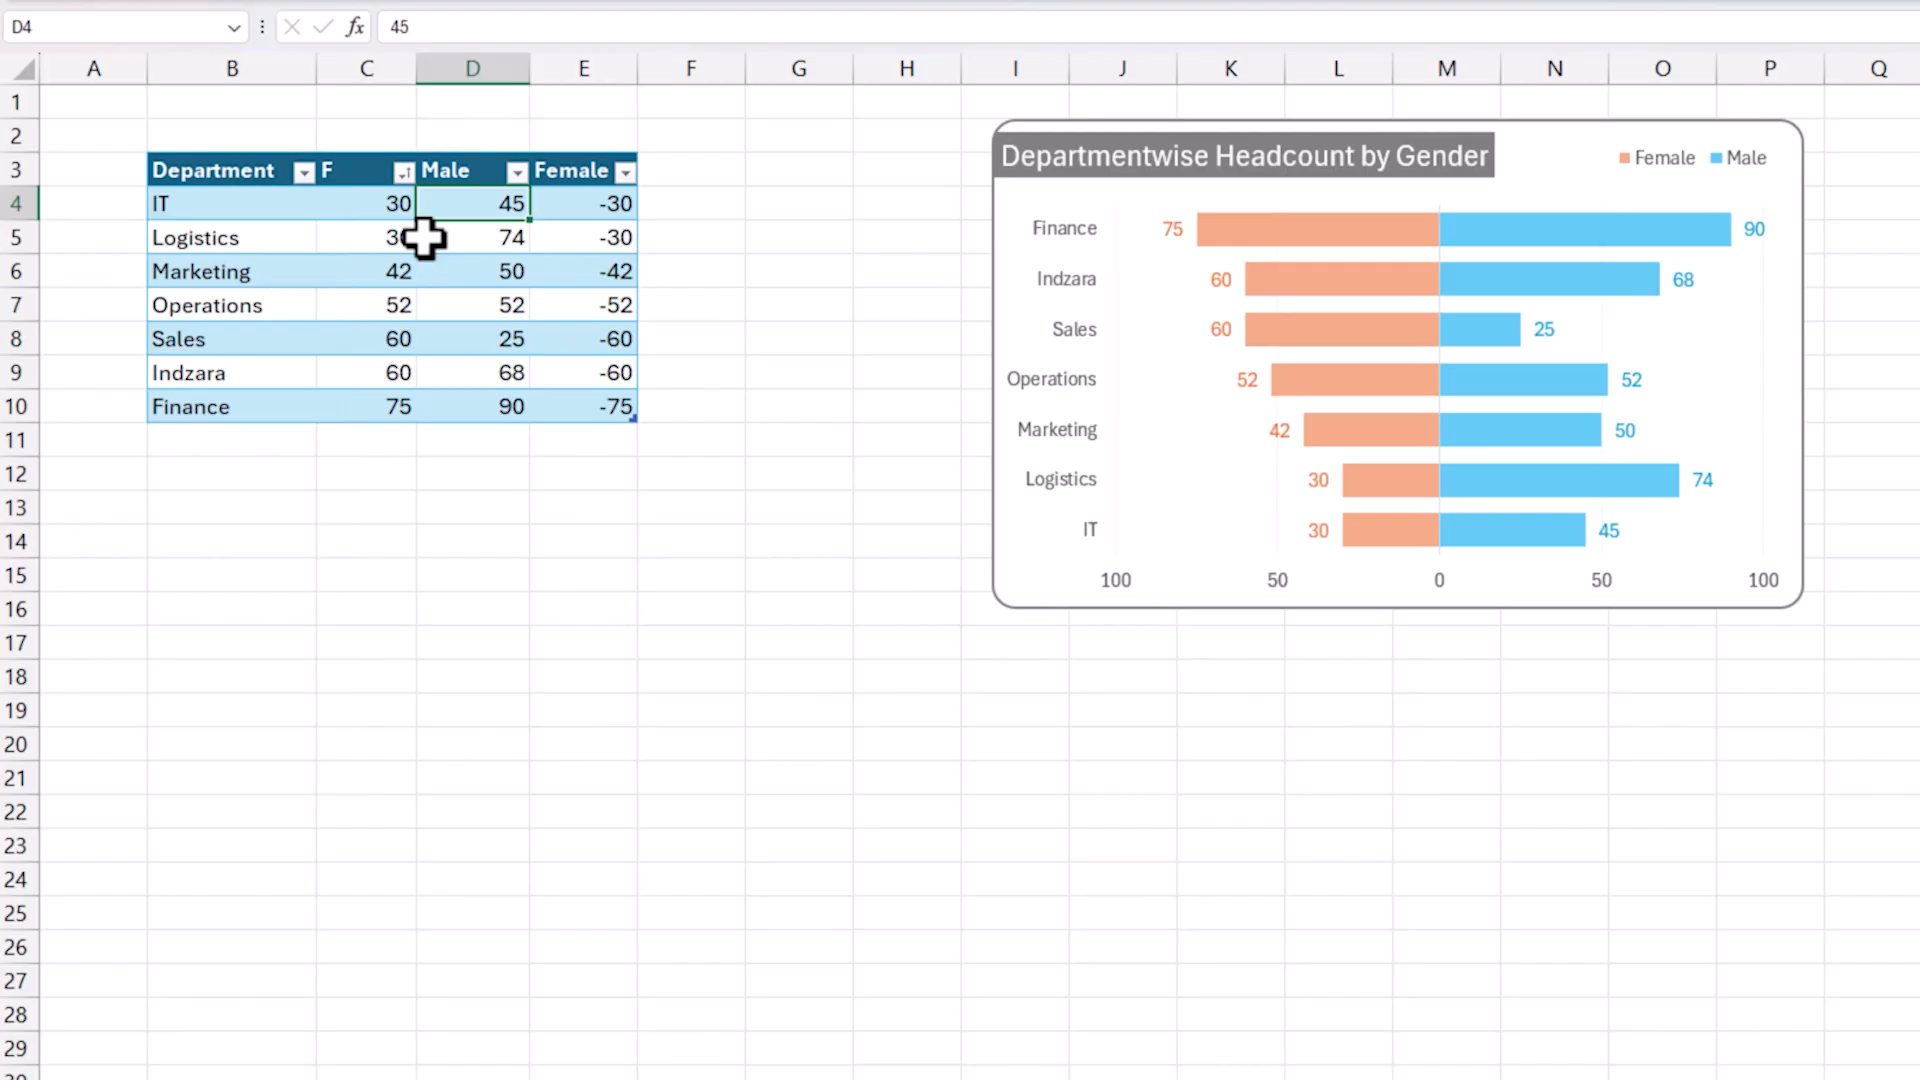 D4
fx
45
A B C D E F G H I J K L M N O P Q
1
2
3 Department F Male Female
4 IT 30 45 -30
5 Logistics 74 -30
6 Marketing 42 50 -42
7 Operations 52 52 -52
8 Sales 60 25 -60
9 Indzara 60 68 -60
10 Finance 75 90 -75
11
12
13
14
15
16
17
18
19
20
21
22
23
24
25
26
27
28
29
Departmentwise Headcount by Gender
Female Male
Finance 75 90
Indzara 60 68
Sales 60 25
Operations 52 52
Marketing 42 50
Logistics 30 74
IT 30 45
100 50 0 50 100